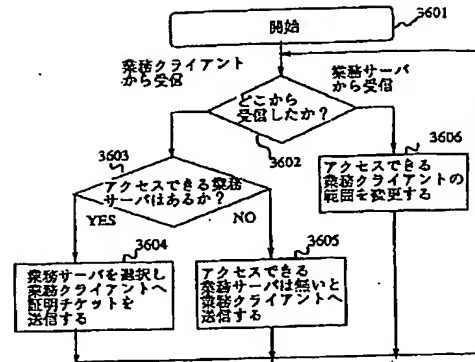 3601
開始
業務クライアント
から受信
業務サーバ
から受信
どこから
受信したか？
3602
3603
アクセスできる業務
サーバはあるか？
YES
NO
3606
アクセスできる
業務クライアントの
範囲を変更する
3604
業務サーバを選択し
業務クライアントへ
証明チケットを
送信する
3605
アクセスできる
業務サーバは無いと
業務クライアントへ
送信する